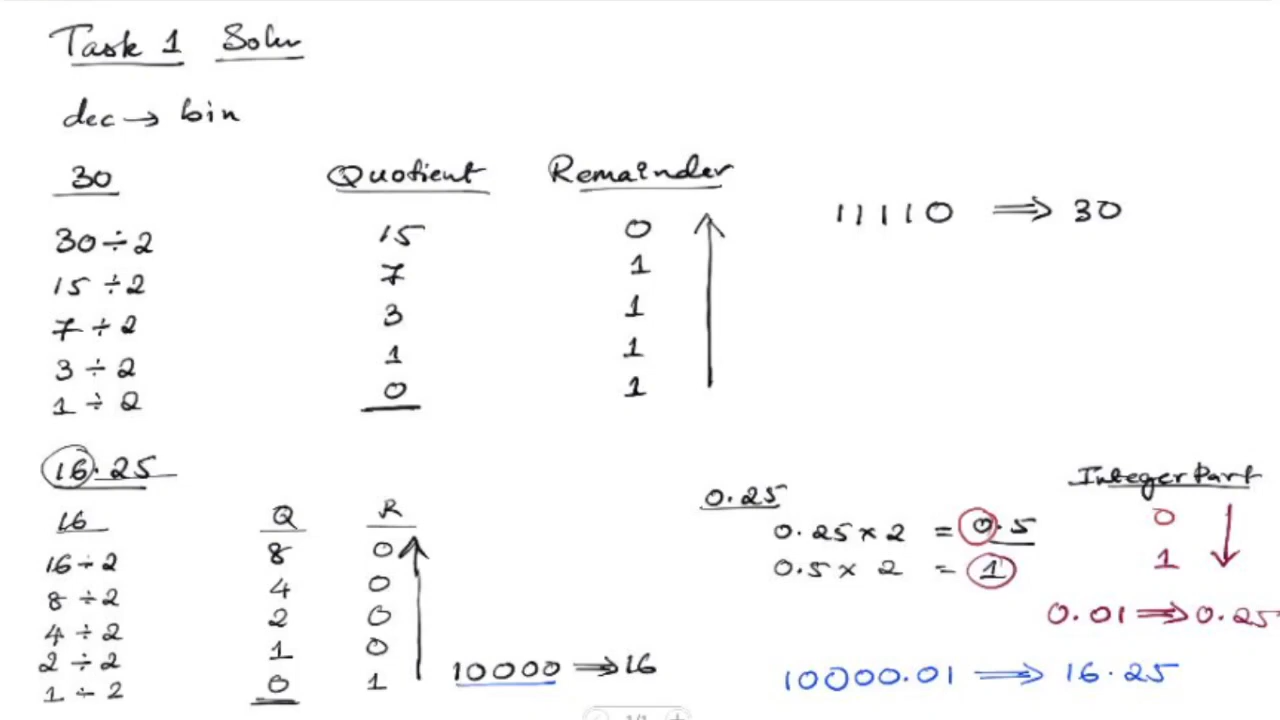 Task 1 Soln
dec → bin
30 Quotient Remainder
30 ÷ 2 15 0
15 ÷ 2 7 1
7 ÷ 2 3 1
3 ÷ 2 1 1
1 ÷ 2 0 1
11110 ⇒ 30
16.25
16 Q R
16 ÷ 2 8 0
8 ÷ 2 4 0
4 ÷ 2 2 0
2 ÷ 2 1 0
1 ÷ 2 0 1
10000 ⇒ 16
0.25 Integer Part
0.25 × 2 = 0.5 0
0.5 × 2 = 1 1
0.01 ⇒ 0.25
10000.01 ⇒ 16.25
1/1